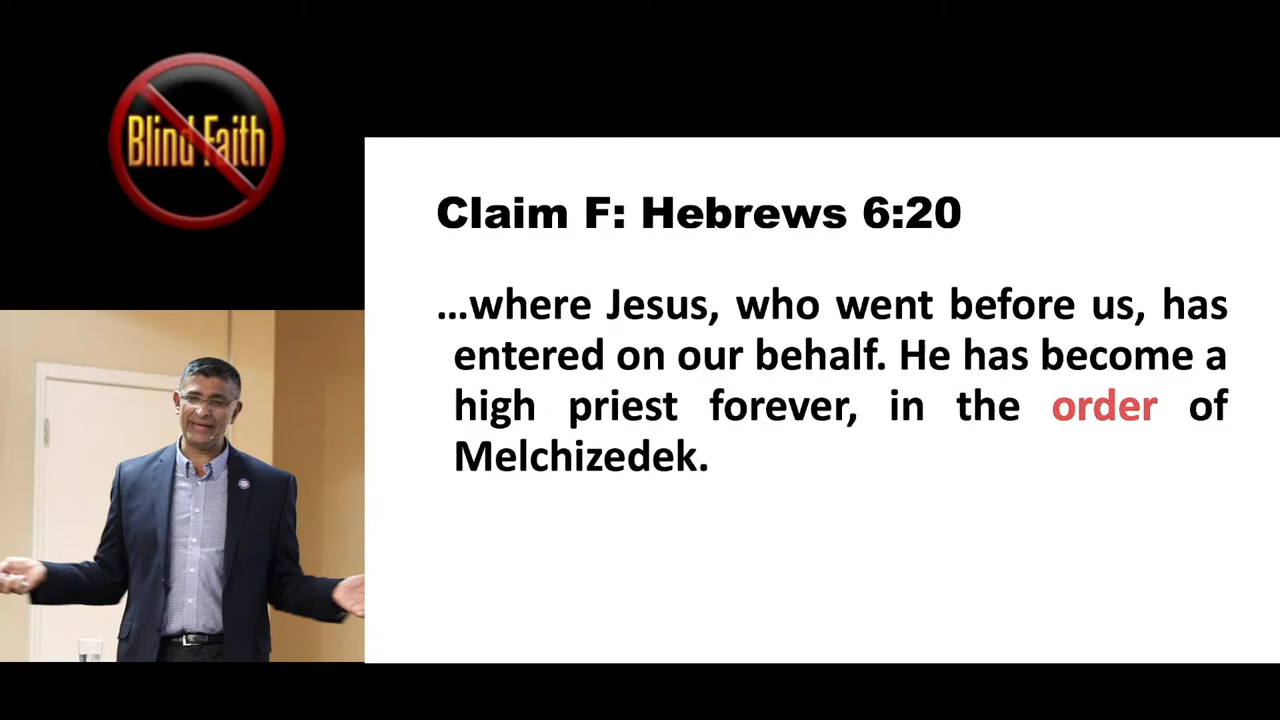 Blind Faith
Claim F: Hebrews 6:20
…where Jesus, who went before us, has
entered on our behalf. He has become a
high priest forever, in the order of
Melchizedek.